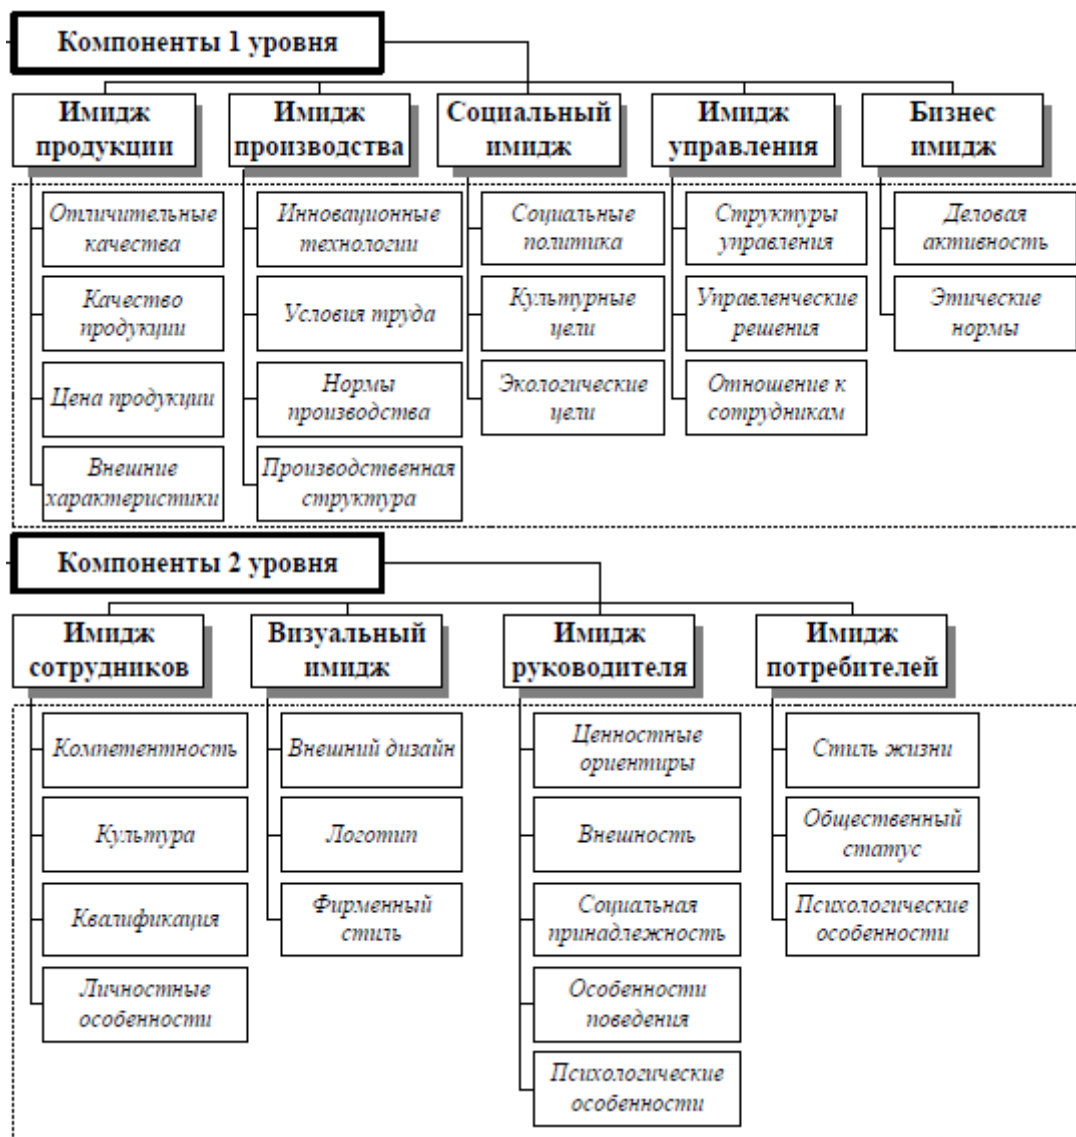 Компоненты 1 уровня
Имидж
продукции
Имидж
производства
Социальный
имидж
Имидж
управления
Бизнес
имидж
Отличительные
качества
Качество
продукции
Цена продукции
Внешние
характеристики
Инновационные
технологии
Условия труда
Нормы
производства
Производственная
структура
Социальные
политика
Культурные
цели
Экологические
цели
Структуры
управления
Управленческие
решения
Отношение к
сотрудникам
Деловая
активность
Этические
нормы
Компоненты 2 уровня
Имидж
сотрудников
Визуальный
имидж
Имидж
руководителя
Имидж
потребителей
Компетентность
Культура
Квалификация
Личностные
особенности
Внешний дизайн
Логотип
Фирменный
стиль
Ценностные
ориентиры
Внешность
Социальная
принадлежность
Особенности
поведения
Психологические
особенности
Стиль жизни
Общественный
статус
Психологические
особенности